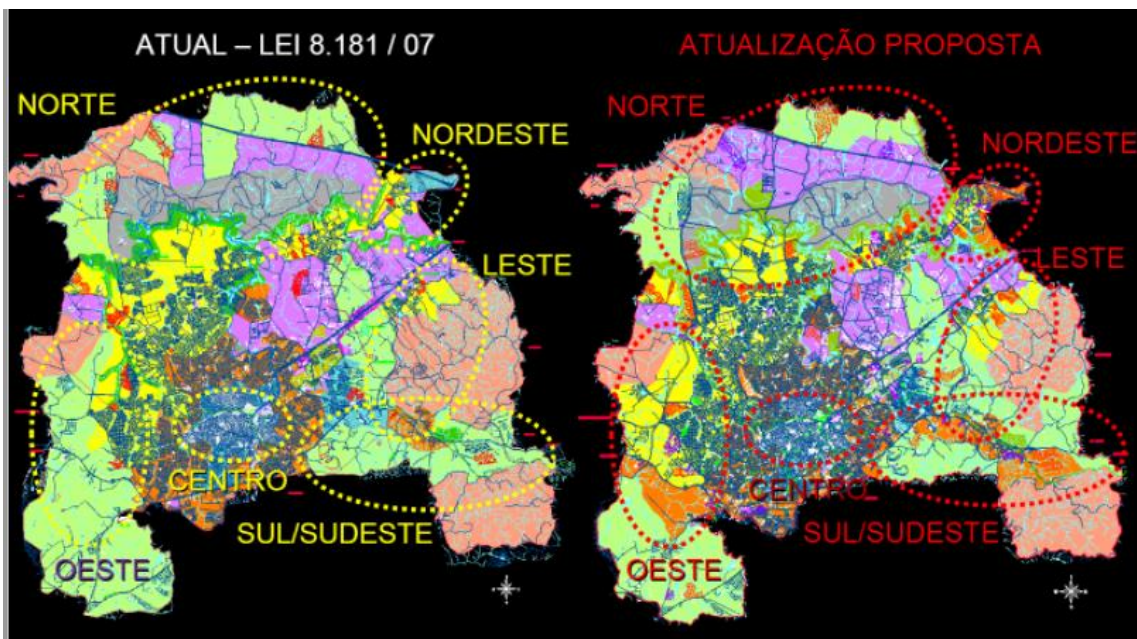 ATUAL – LEI 8.181 / 07
NORTE
NORDESTE
LESTE
CENTRO
SUL/SUDESTE
OESTE
ATUALIZAÇÃO PROPOSTA
NORTE
NORDESTE
LESTE
CENTRO
SUL/SUDESTE
OESTE